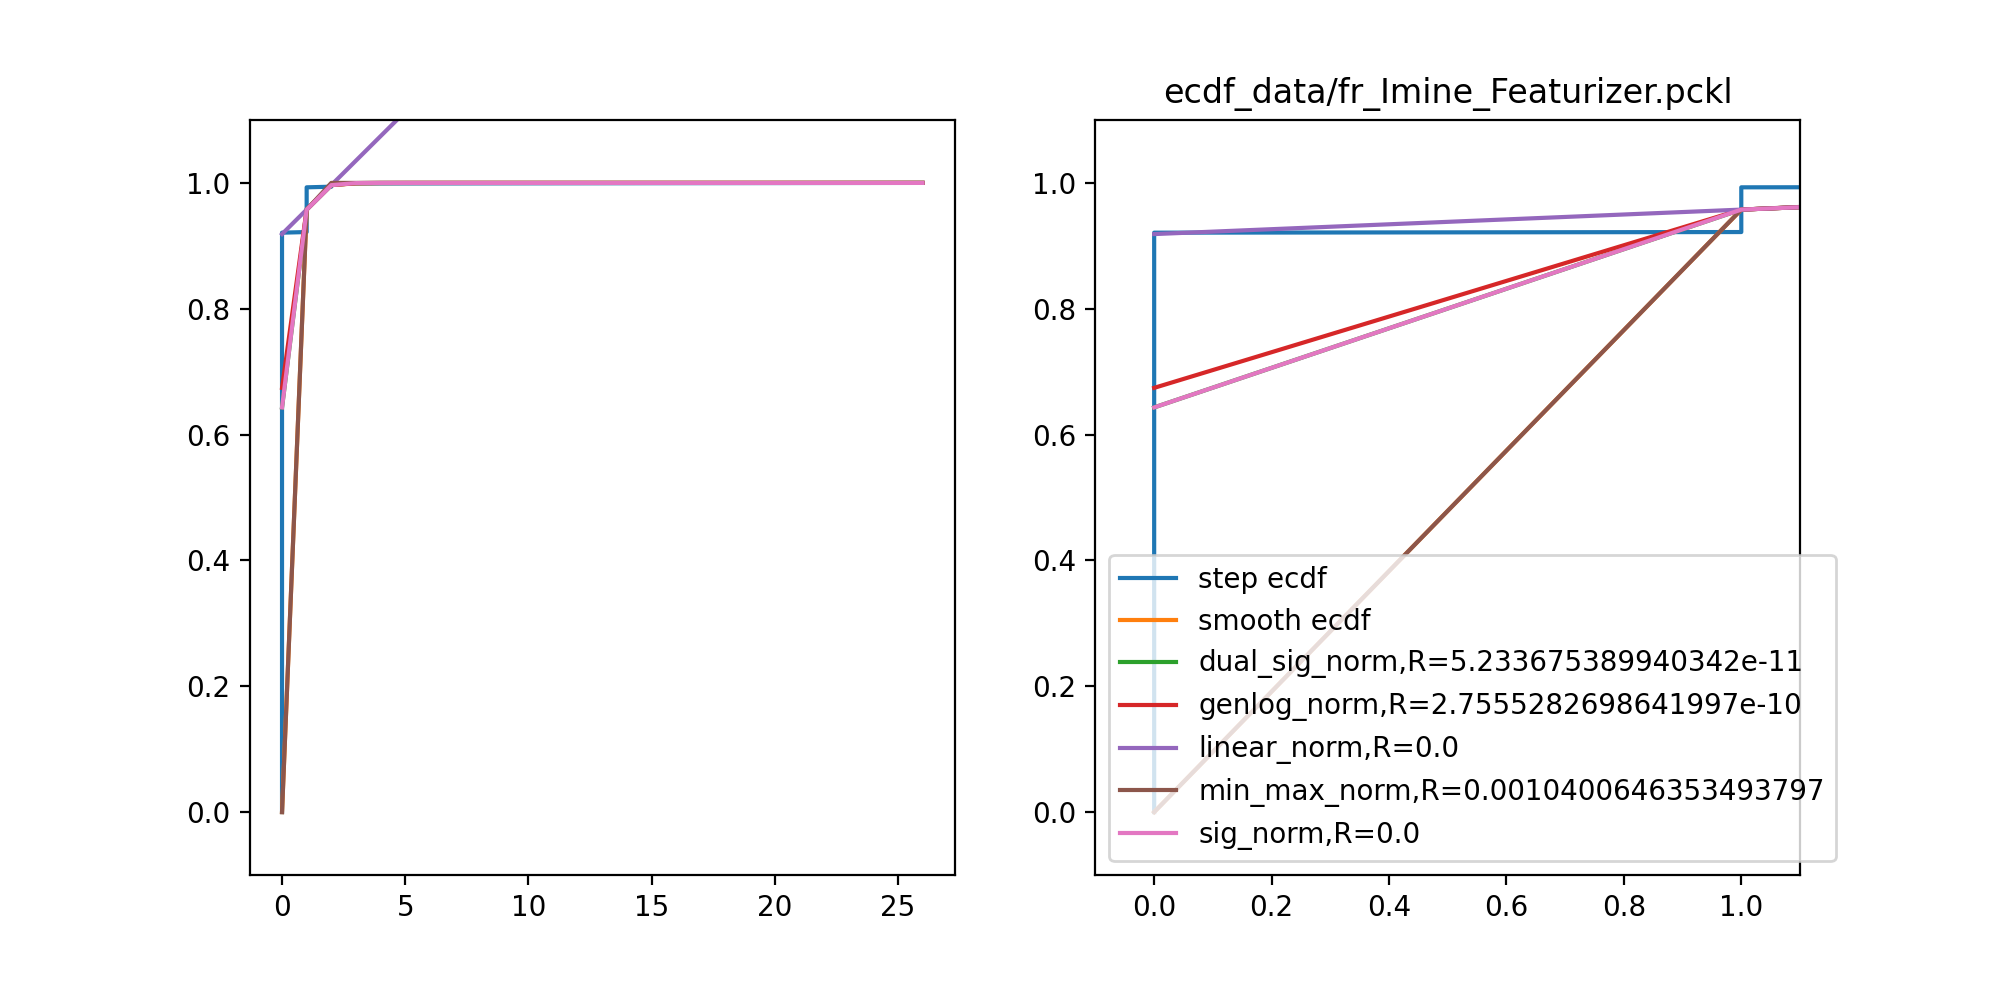 ecdf_data/fr_Imine_Featurizer.pckl
1.0
0.8
0.6
0.4
0.2
0.0
0 5 10 15 20 25
1.0
0.8
0.6
0.4
0.2
0.0
0.0 0.2 0.4 0.6 0.8 1.0
step ecdf
smooth ecdf
dual_sig_norm,R=5.233675389940342e-11
genlog_norm,R=2.7555282698641997e-10
linear_norm,R=0.0
min_max_norm,R=0.0010400646353493797
sig_norm,R=0.0